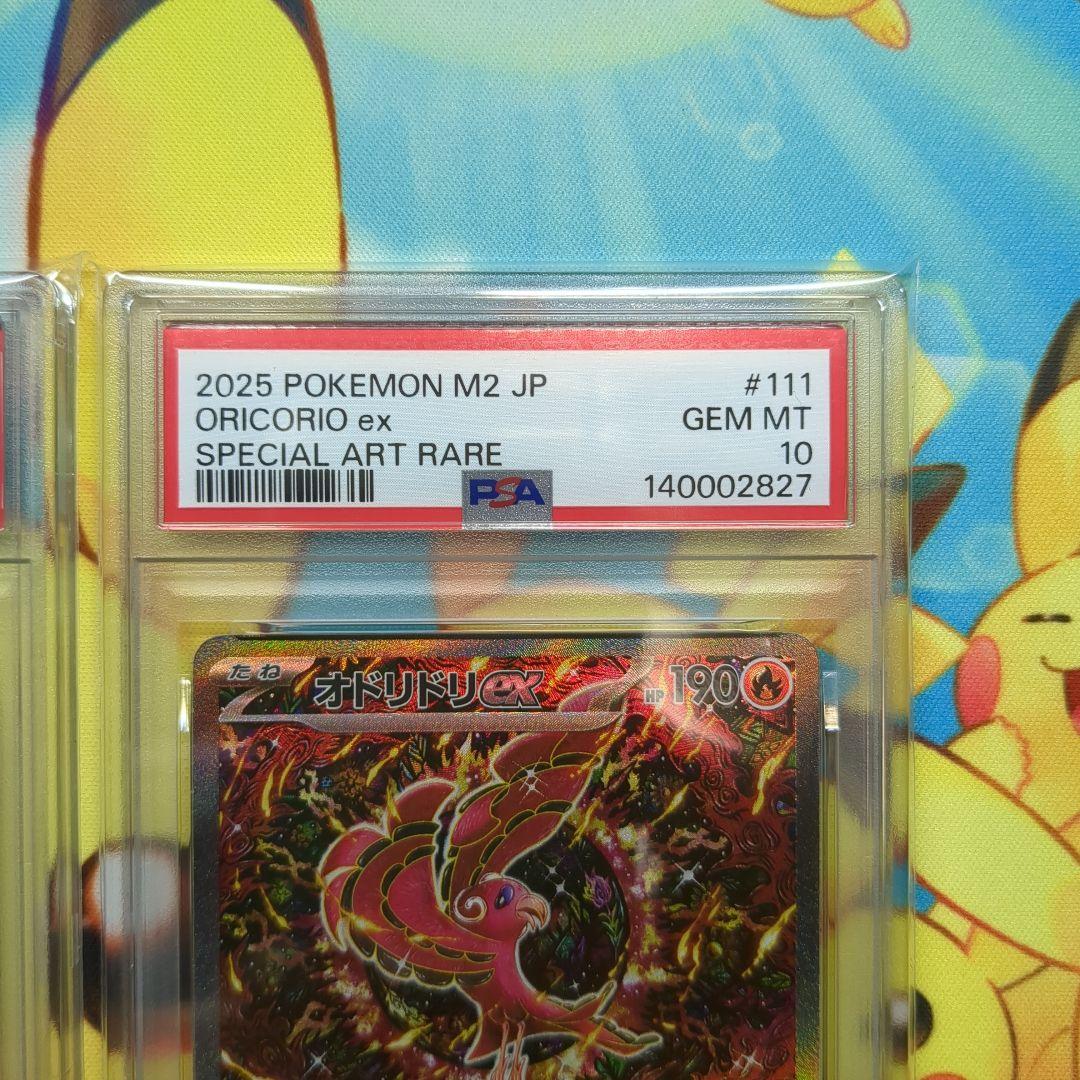 2025 POKEMON M2 JP #111
ORICORIO ex GEM MT
SPECIAL ART RARE 10
PSA 140002827
たね オドリドリex HP 190